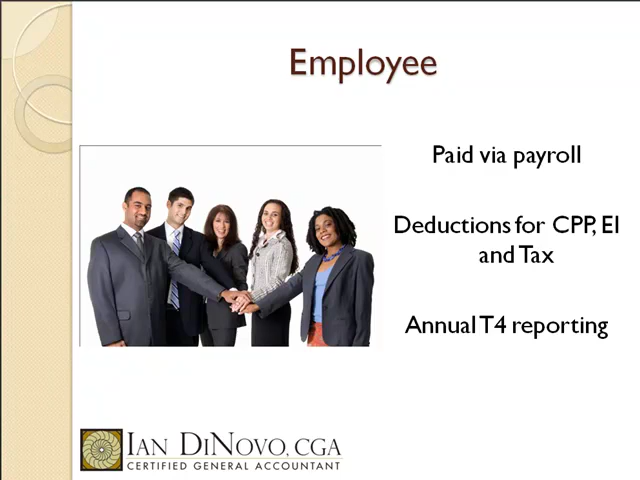 Employee
Paid via payroll
Deductions for CPP, EI
and Tax
Annual T4 reporting
IAN DINOVO, CGA
CERTIFIED GENERAL ACCOUNTANT